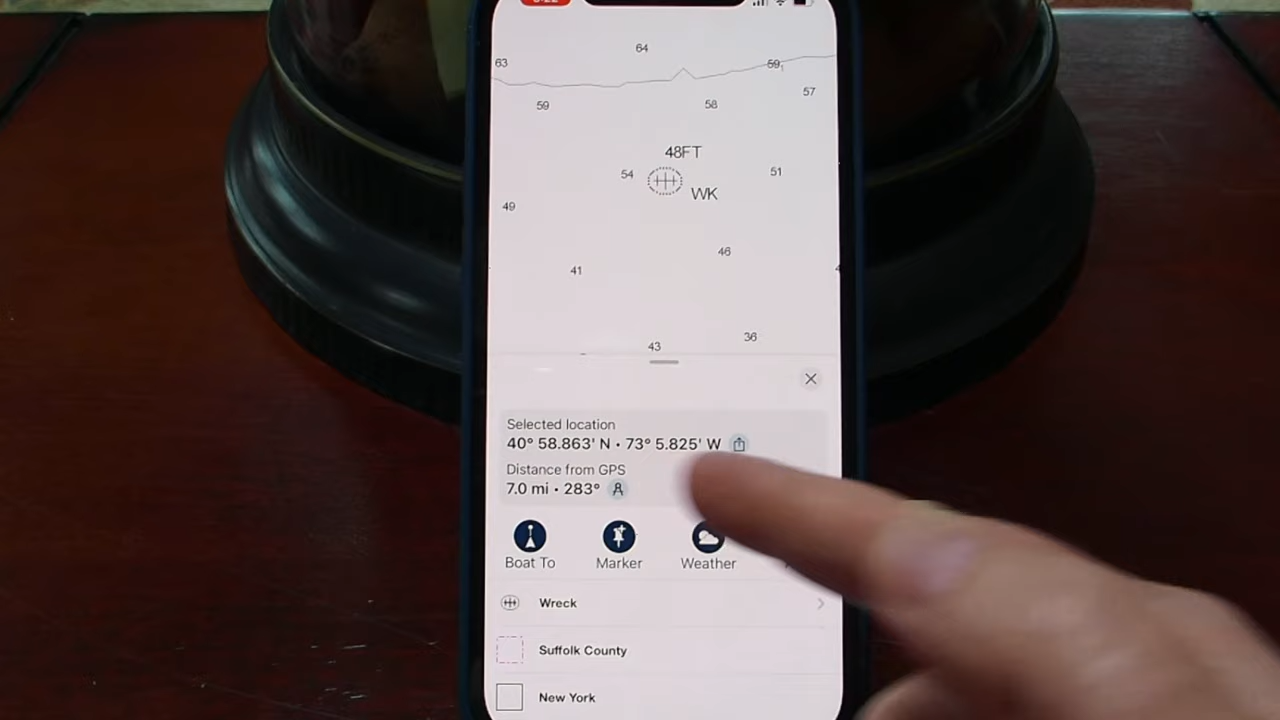 64
63
59
57
59
58
48FT
54
51
WK
49
46
41
36
43
Selected location
40° 58.863' N • 73° 5.825' W
Distance from GPS
7.0 mi • 283°
Boat To
Marker
Weather
Wreck
Suffolk County
New York